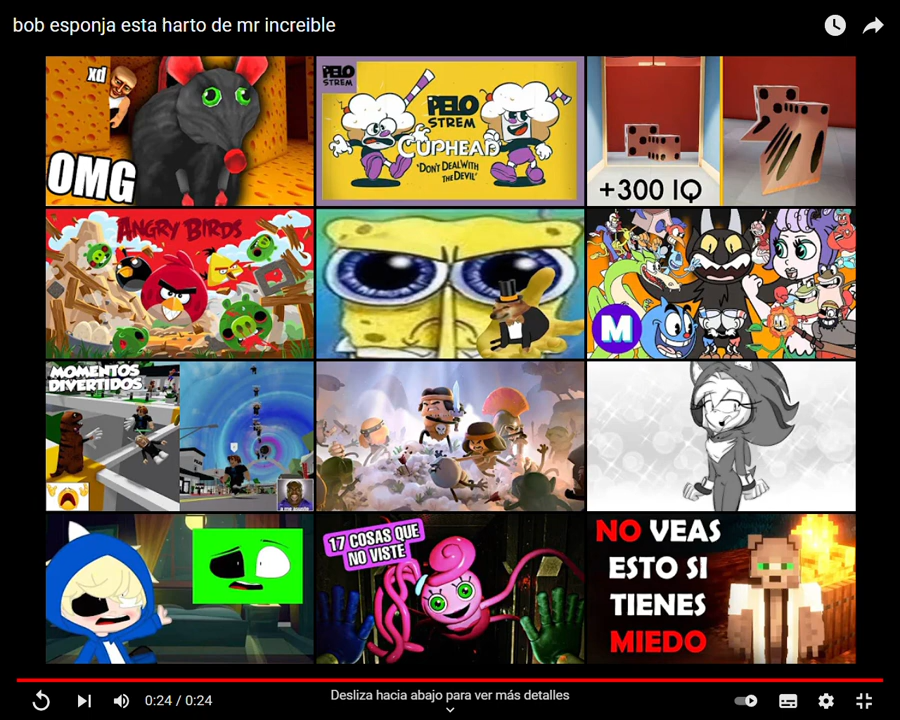 bob esponja esta harto de mr increible
xd
OMG
PELO
STREM
PELO
STREM
CUPHEAD
"DON'T DEAL WITH
THE DEVIL"
+300 IQ
ANGRY BIRDS
M
MOMENTOS
DIVERTIDOS
17 COSAS QUE
NO VISTE
NO VEAS
ESTO SI
TIENES
MIEDO
0:24 / 0:24
Desliza hacia abajo para ver más detalles